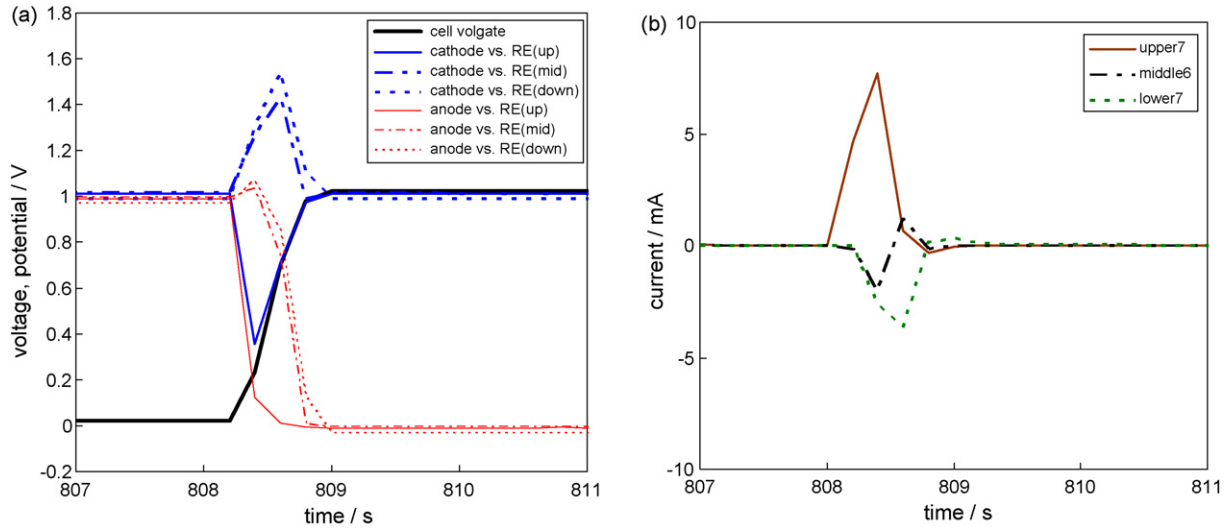 (a)
1.8
1.6
1.4
1.2
1
0.8
0.6
0.4
0.2
0
-0.2
voltage, potential / V
cell volgate
cathode vs. RE(up)
cathode vs. RE(mid)
cathode vs. RE(down)
anode vs. RE(up)
anode vs. RE(mid)
anode vs. RE(down)
807
808
809
810
811
time / s
(b)
10
5
0
-5
-10
current / mA
upper7
middle6
lower7
807
808
809
810
811
time / s